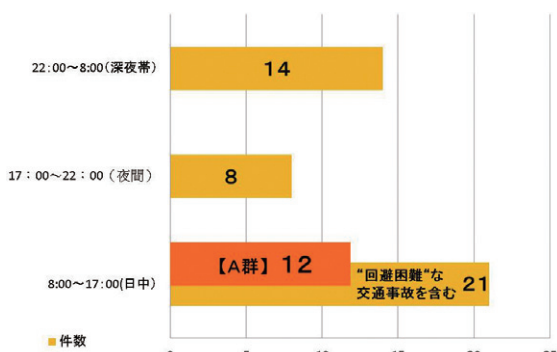 22:00～8:00(深夜帯)
14
17：00～22：00（夜間）
8
8:00～17:00(日中)
【A群】12
“回避困難“な
交通事故を含む
21
■件数